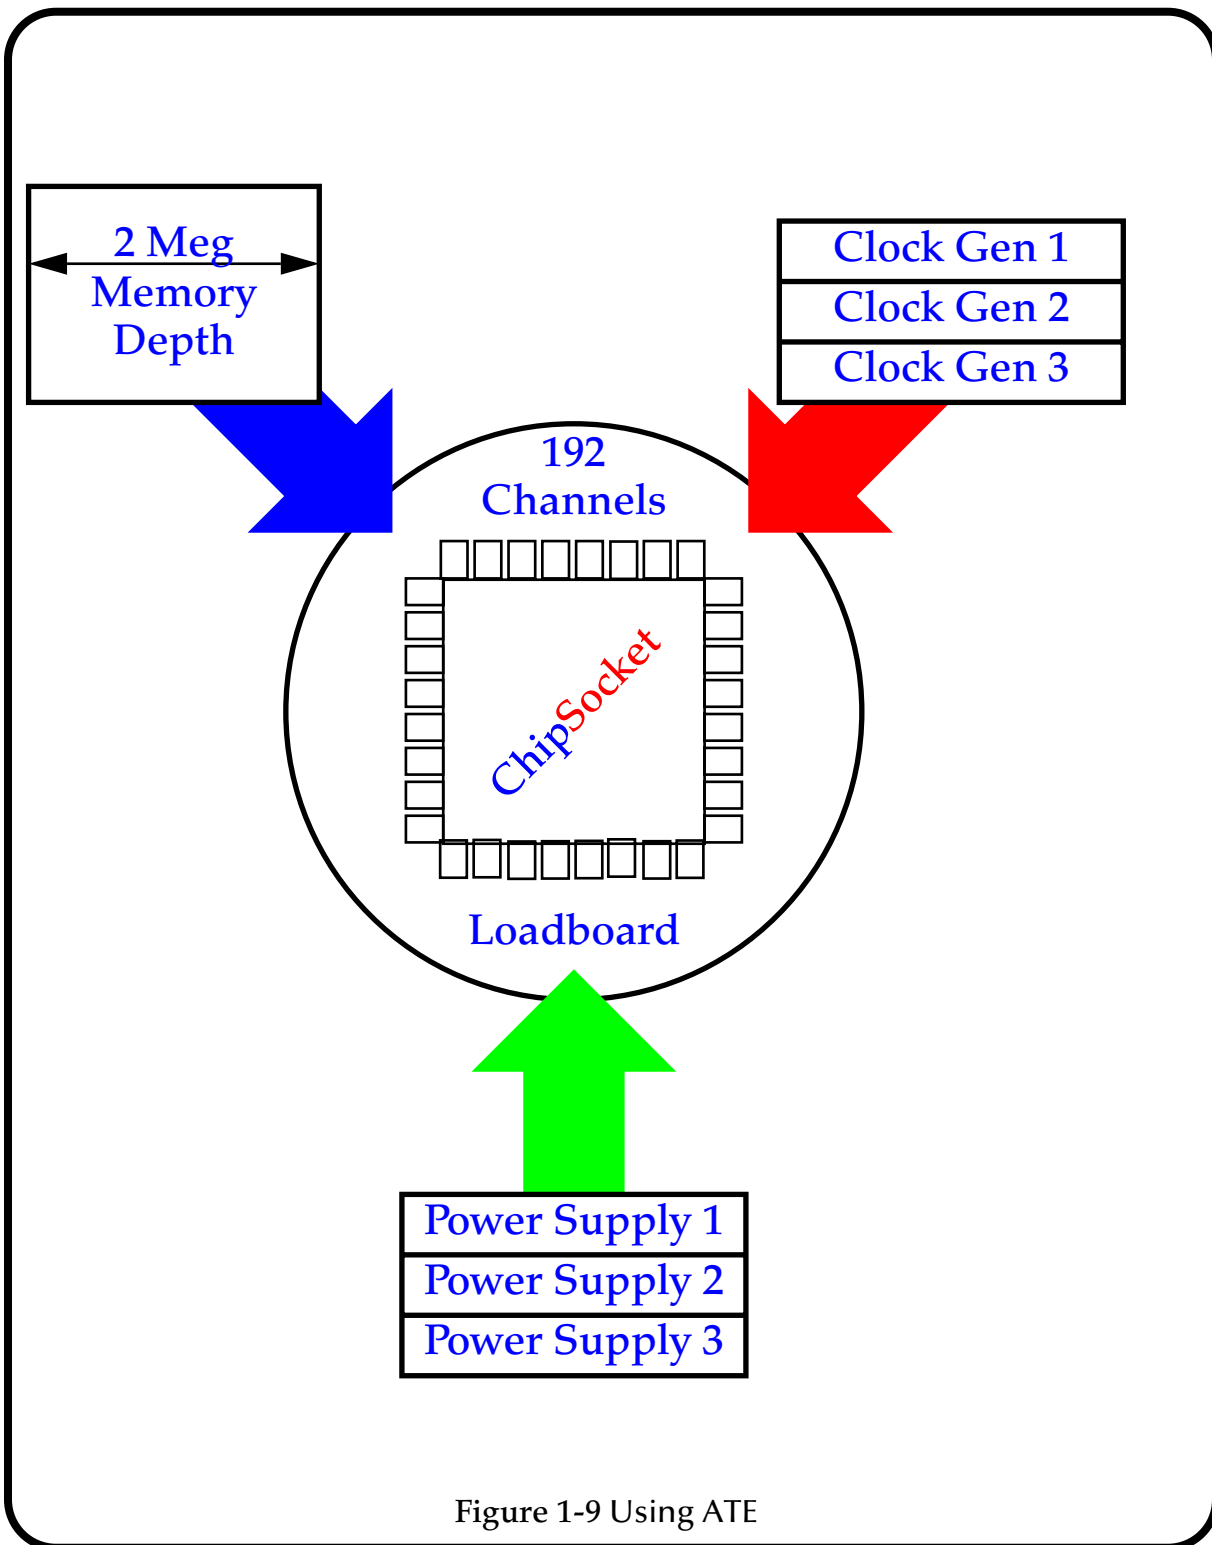 2 Meg
Memory
Depth
Clock Gen 1
Clock Gen 2
Clock Gen 3
192
Channels
ChipSocket
Loadboard
Power Supply 1
Power Supply 2
Power Supply 3
Figure 1-9 Using ATE